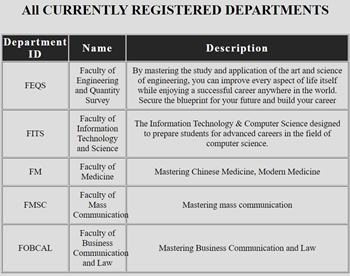 All CURRENTLY REGISTERED DEPARTMENTS
Department
ID
Name
Description
FEQS
Faculty of
Engineering
and Quantity
Survey
By mastering the study and application of the art and science
of engineering, you can improve every aspect of life itself
while enjoying a successful career anywhere in the world.
Secure the blueprint for your future and build your career
FITS
Faculty of
Information
Technology
and Science
The Information Technology & Computer Science designed
to prepare students for advanced careers in the field of
computer science.
FM
Faculty of
Medicine
Mastering Chinese Medicine, Modern Medicine
FMSC
Faculty of
Mass
Communication
Mastering mass communication
FOBCAL
Faculty of
Business
Communication
and Law
Mastering Business Communication and Law